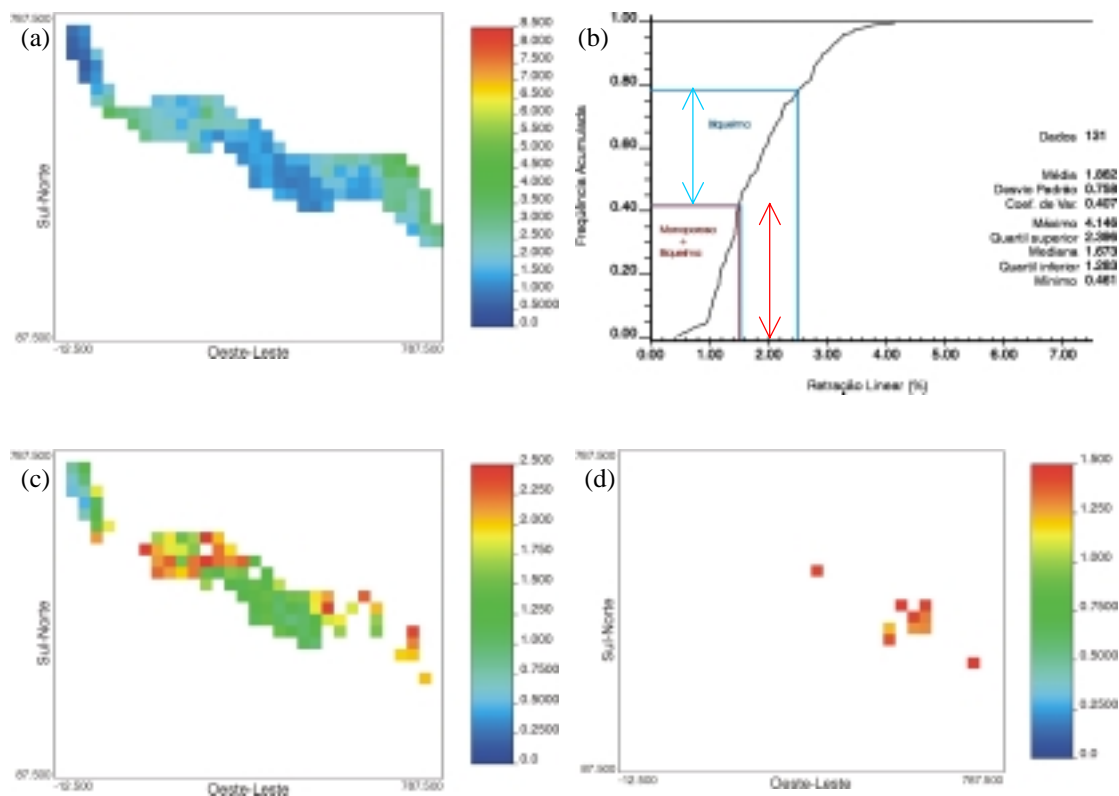 (a)
787.500
Sul-Norte
87.500
-12.500
Oeste-Leste
787.500
8.500
8.000
7.500
7.000
6.500
6.000
5.500
5.000
4.500
4.000
3.500
3.000
2.500
2.000
1.500
1.000
0.5000
0.0
(b)
Freqüência Acumulada
1.00
0.80
0.60
0.40
0.20
0.00
0.00 1.00 2.00 3.00 4.00 5.00 6.00 7.00
Retração Linear (%)
Biqueima
+
Biqueima
Dados 131
Média 1.862
Desvio Padrão 0.758
Coef. de Var. 0.407
Máximo 4.146
Quartil superior 2.386
Mediana 1.673
Quartil inferior 1.283
Mínimo 0.461
(c)
787.500
Sul-Norte
87.500
-12.500
Oeste-Leste
787.500
2.500
2.250
2.000
1.750
1.500
1.250
1.000
0.7500
0.5000
0.2500
0.0
(d)
787.500
Sul-Norte
87.500
-12.500
Oeste-Leste
787.500
1.500
1.250
1.000
0.7500
0.5000
0.2500
0.0